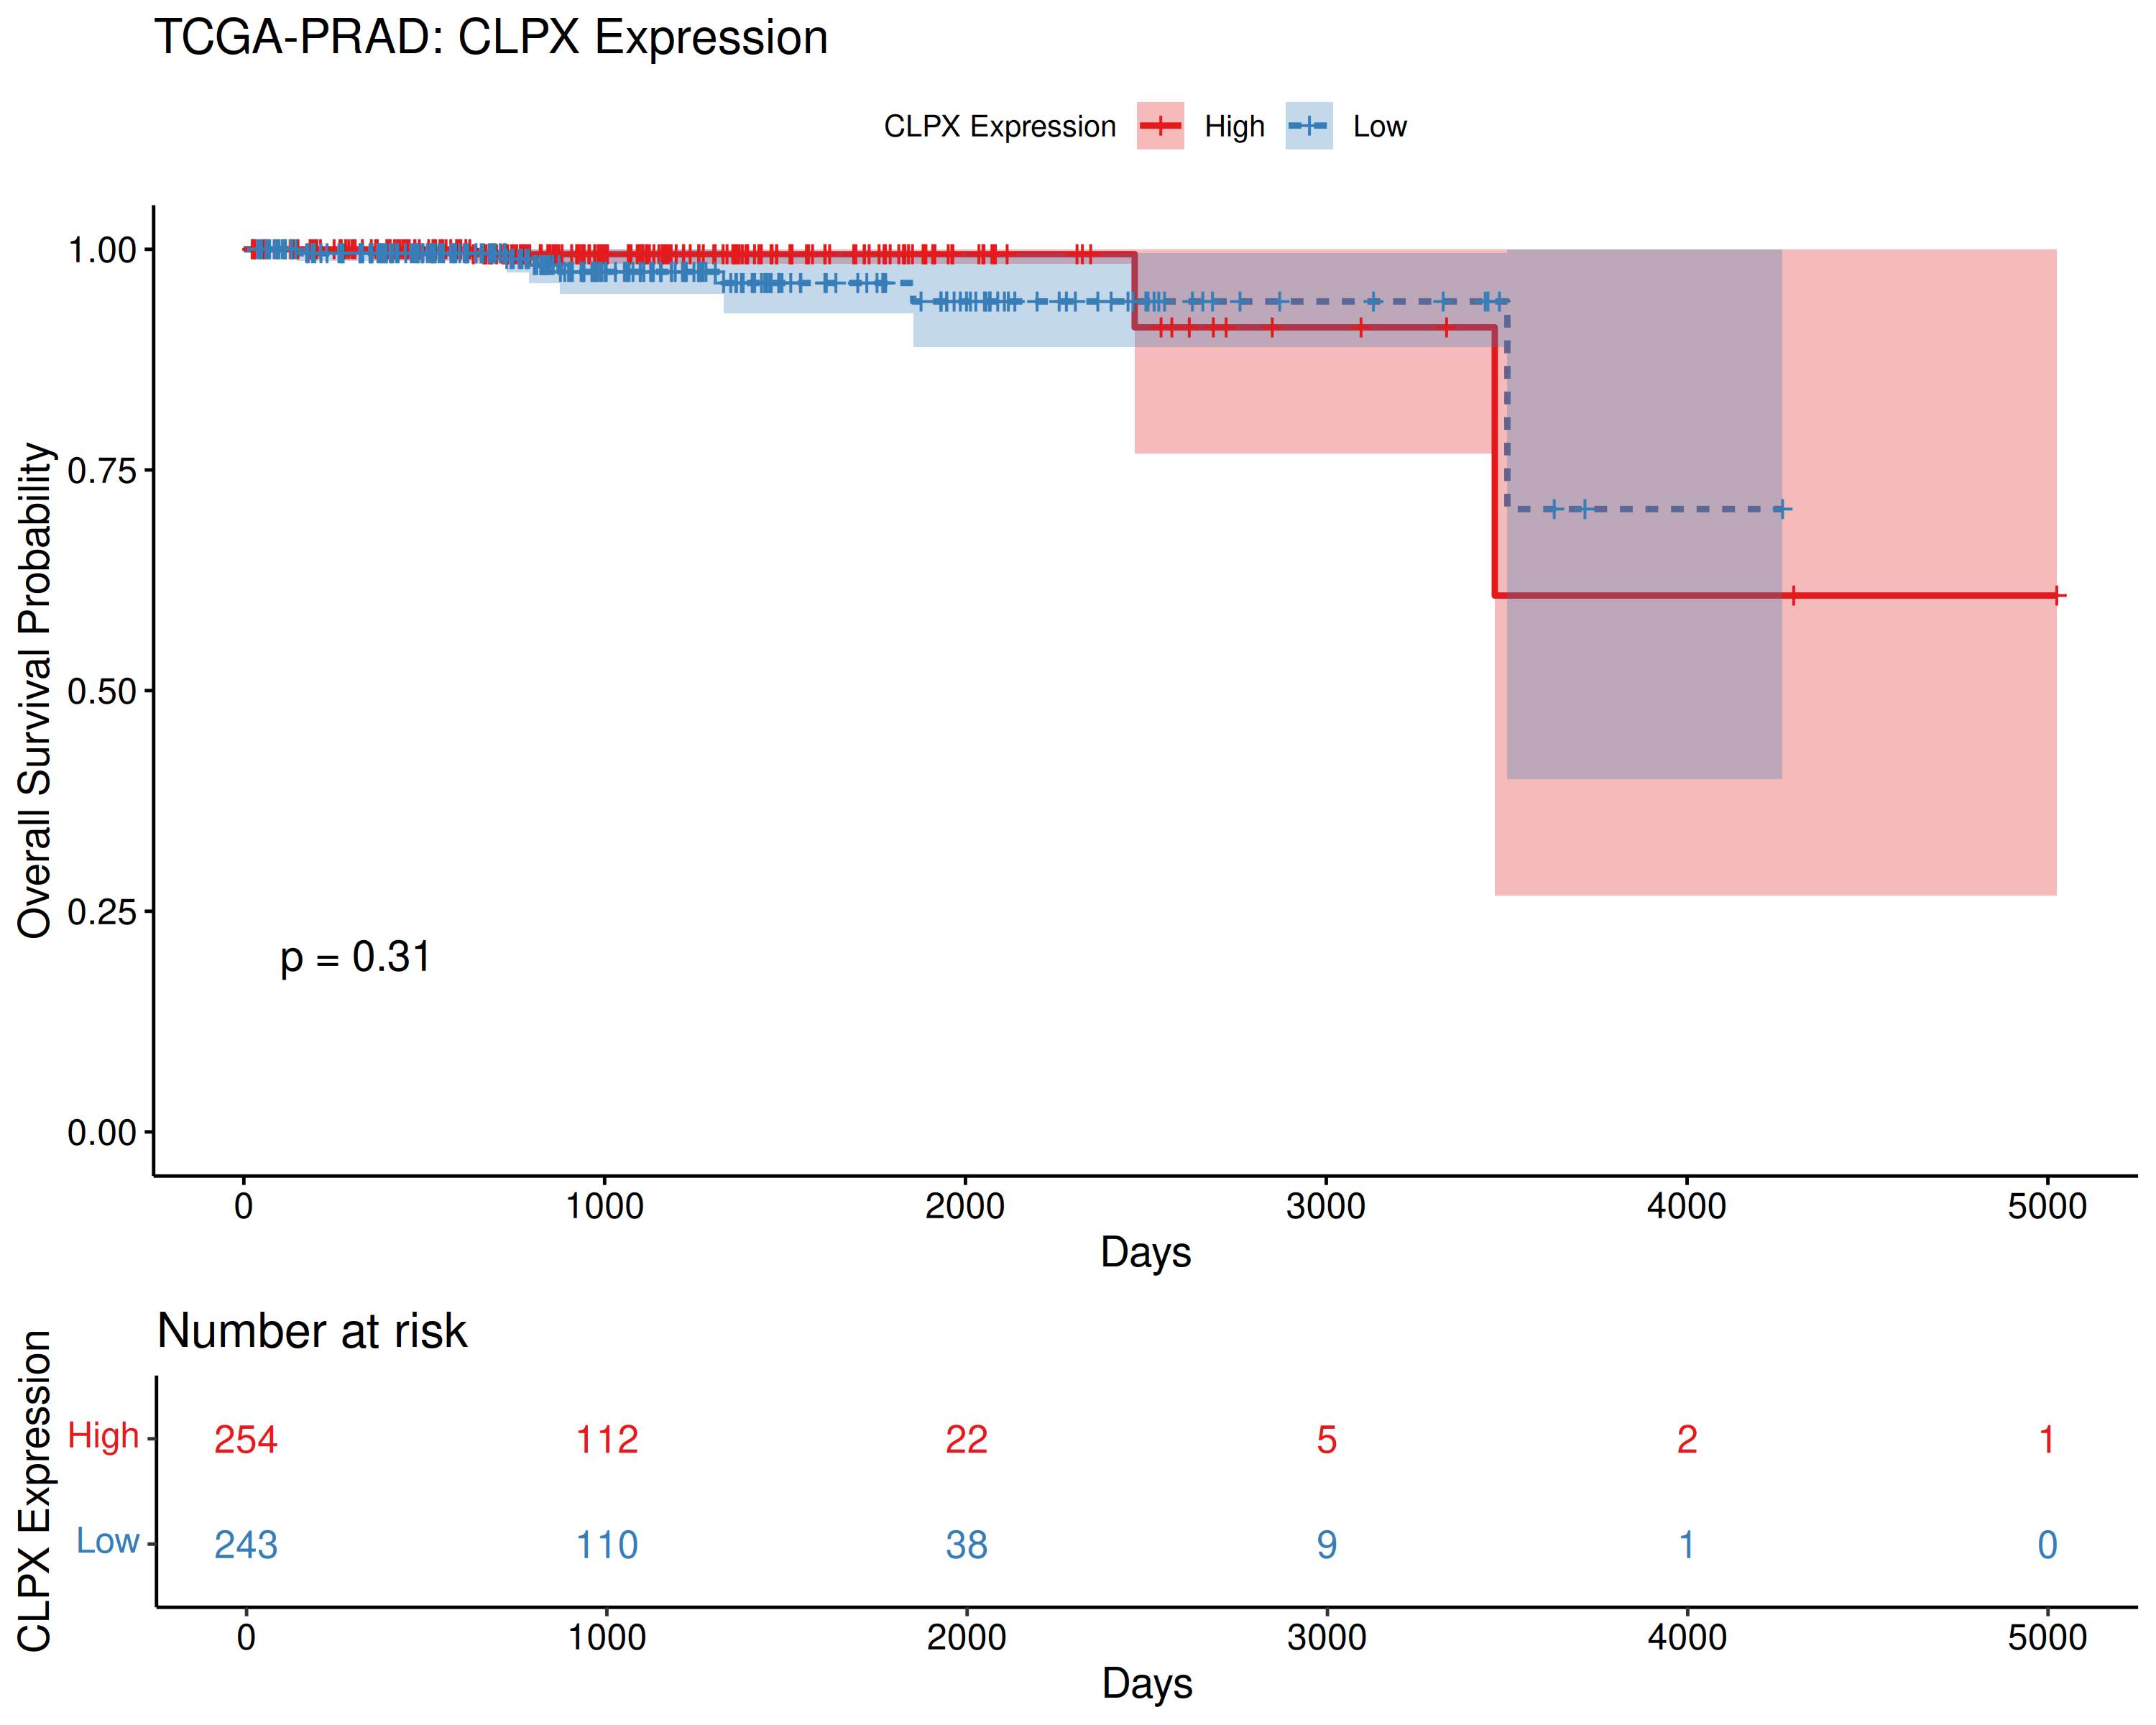 TCGA-PRAD: CLPX Expression
CLPX Expression High Low
Overall Survival Probability
1.00
0.75
0.50
0.25
0.00
p = 0.31
0 1000 2000 3000 4000 5000
Days
Number at risk
CLPX Expression
High 254 112 22 5 2 1
Low 243 110 38 9 1 0
0 1000 2000 3000 4000 5000
Days